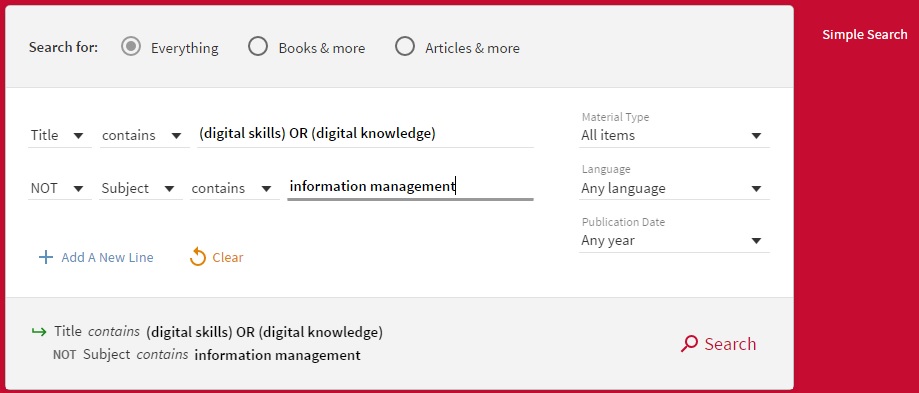 Search for: Everything Books & more Articles & more
Simple Search
Material Type
Title contains (digital skills) OR (digital knowledge) All items
Language
NOT Subject contains information management Any language
Publication Date
Any year
Add A New Line Clear
Title contains (digital skills) OR (digital knowledge)
NOT Subject contains information management
Search